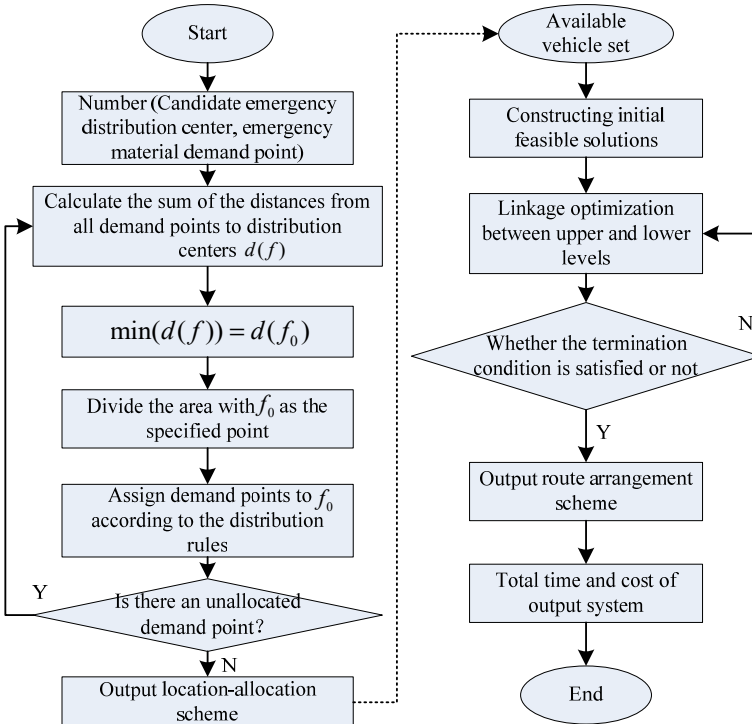 Start
Number (Candidate emergency
distribution center, emergency
material demand point)
Calculate the sum of the distances from
all demand points to distribution
centers d(f)
min(d(f)) = d(f₀)
Divide the area with f₀ as the
specified point
Assign demand points to f₀
according to the distribution
rules
Y
Is there an unallocated
demand point?
N
Output location-allocation
scheme
Available
vehicle set
Constructing initial
feasible solutions
Linkage optimization
between upper and lower
levels
N
Whether the termination
condition is satisfied or not
Y
Output route arrangement
scheme
Total time and cost of
output system
End